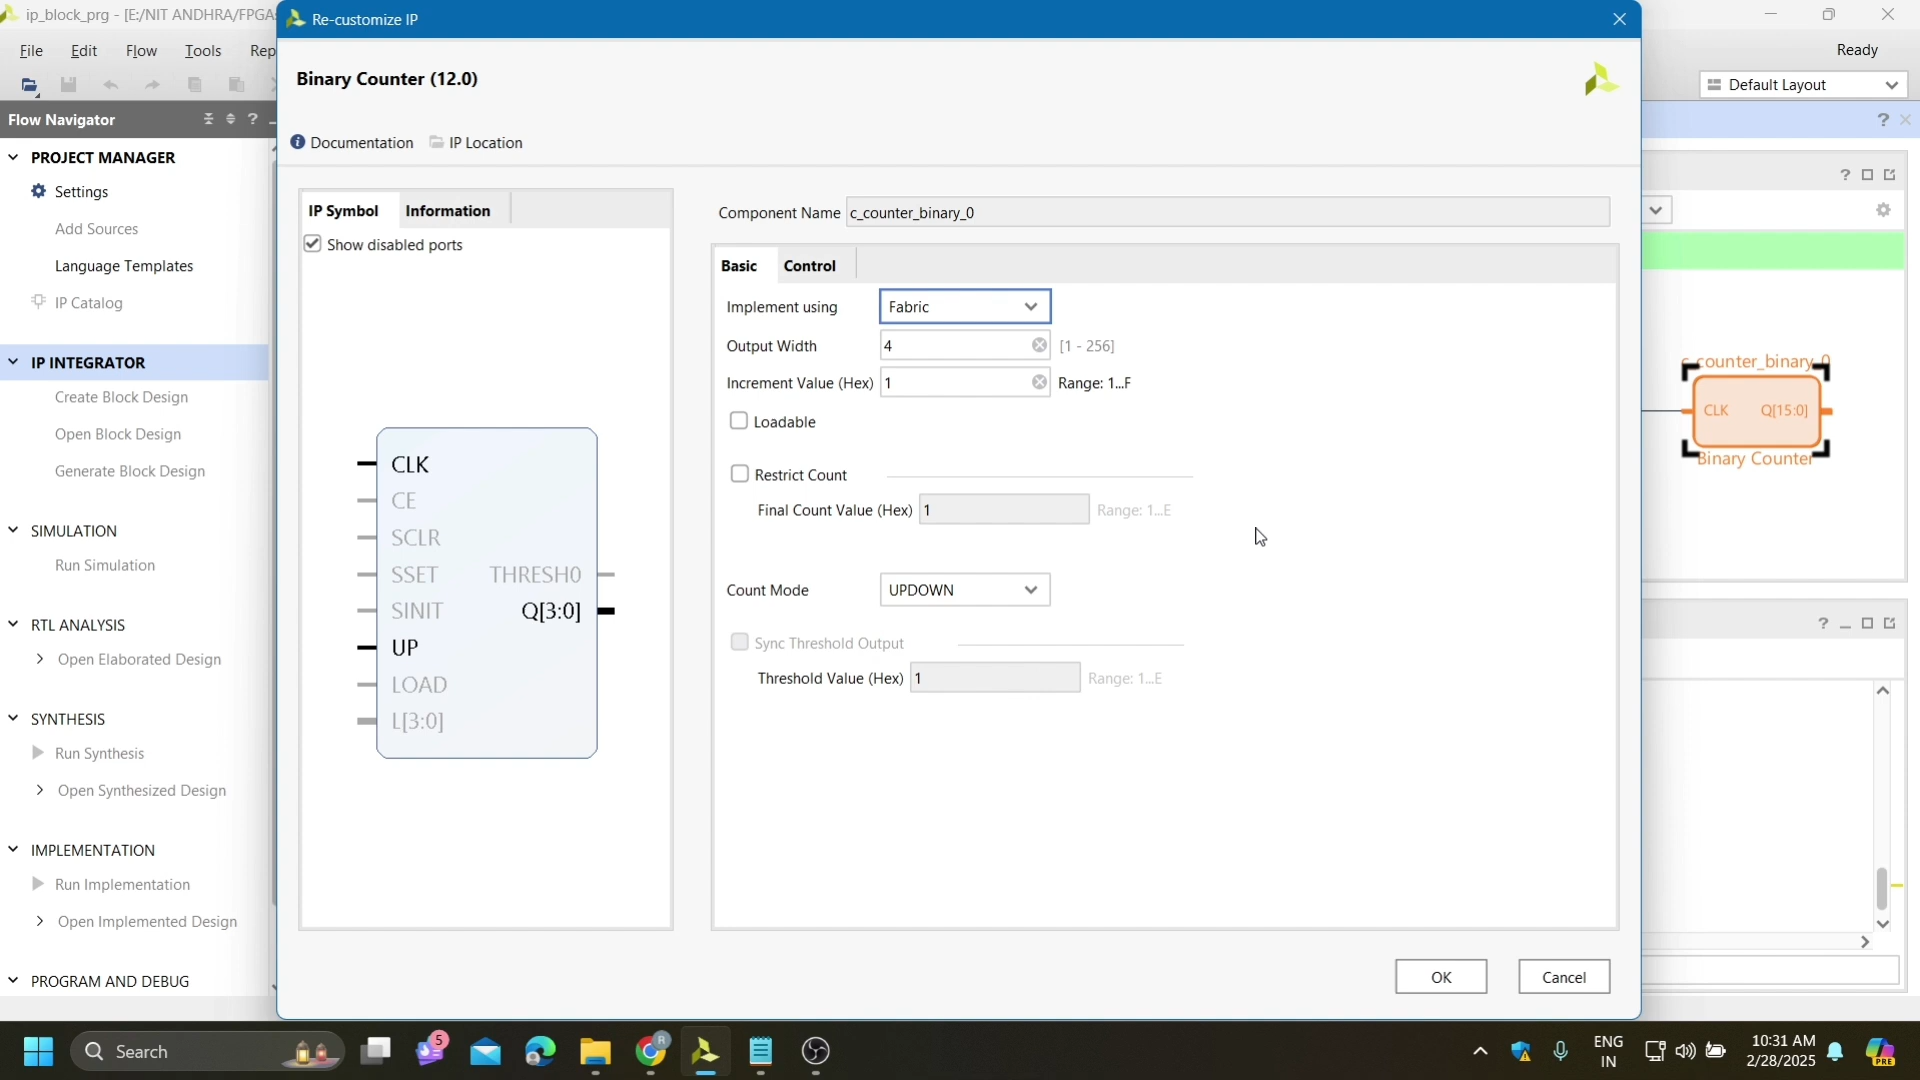 ip_block_prg - [E:/NIT ANDHRA/FPGA
Re-customize IP
File Edit Flow Tools Rep
Ready
Binary Counter (12.0)
Default Layout
Flow Navigator
Documentation IP Location
PROJECT MANAGER
Settings
Add Sources
Language Templates
IP Catalog
IP INTEGRATOR
Create Block Design
Open Block Design
Generate Block Design
SIMULATION
Run Simulation
RTL ANALYSIS
Open Elaborated Design
SYNTHESIS
Run Synthesis
Open Synthesized Design
IMPLEMENTATION
Run Implementation
Open Implemented Design
PROGRAM AND DEBUG
IP Symbol Information
Show disabled ports
CLK
CE
SCLR
SSET THRESH0
SINIT Q[3:0]
UP
LOAD
L[3:0]
Component Name c_counter_binary_0
Basic Control
Implement using Fabric
Output Width 4 [1 - 256]
Increment Value (Hex) 1 Range: 1...F
Loadable
Restrict Count
Final Count Value (Hex) 1 Range: 1...E
Count Mode UPDOWN
Sync Threshold Output
Threshold Value (Hex) 1 Range: 1...E
OK Cancel
c_counter_binary_0
CLK Q[15:0]
Binary Counter
Search
5
ENG
IN
10:31 AM
2/28/2025
PRE